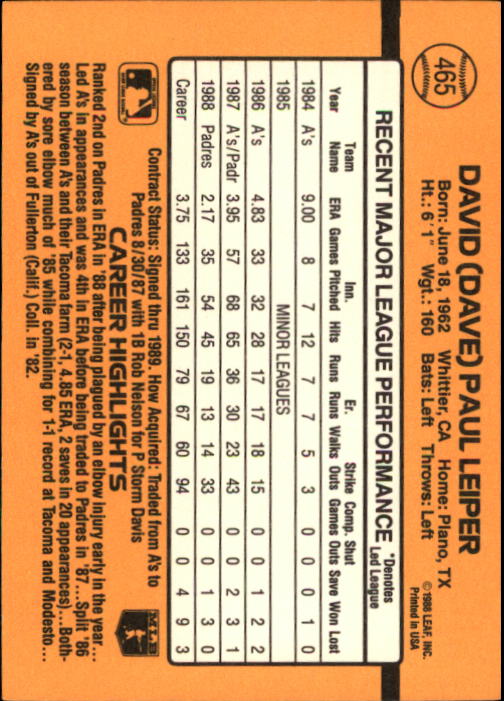 465
DAVID (DAVE) PAUL LEIPER
Born: June 18, 1962 Whittier, CA Home: Plano, TX
Ht.: 6'1" Wgt.: 160 Bats: Left Throws: Left
©1988 LEAF, INC.
Printed in USA
RECENT MAJOR LEAGUE PERFORMANCE
*Denotes
Led League
Team Inn. Er. Strike Comp. Shut
Year Name ERA Games Pitched Hits Runs Runs Walks Outs Games Outs Save Won Lost
1984 A's 9.00 8 7 12 7 7 5 3 0 0 0 1 0
1985 MINOR LEAGUES
1986 A's 4.83 33 32 28 17 17 18 15 0 0 1 2 2
1987 A's/Padr 3.95 57 68 65 36 30 23 43 0 0 2 3 1
1988 Padres 2.17 35 54 45 19 13 14 33 0 0 1 3 0
Career 3.75 133 161 150 79 67 60 94 0 0 4 9 3
Contract Status: Signed thru 1989. How Acquired: Traded from A's to
Padres 8/30/87 with 1B Rob Nelson for P Storm Davis
MLB
CAREER HIGHLIGHTS
Ranked 2nd on Padres in ERA in '88 after being plagued by an elbow injury early in the year...
Led A's in appearances and was 4th in ERA before being traded to Padres in '87...Split '86
season between A's and their Tacoma farm (2-1, 4.85 ERA, 2 saves in 20 appearances)...Both-
ered by sore elbow much of '85 while combining for 1-1 record at Tacoma and Modesto...
Signed by A's out of Fullerton (Calif.) Coll. in '82.